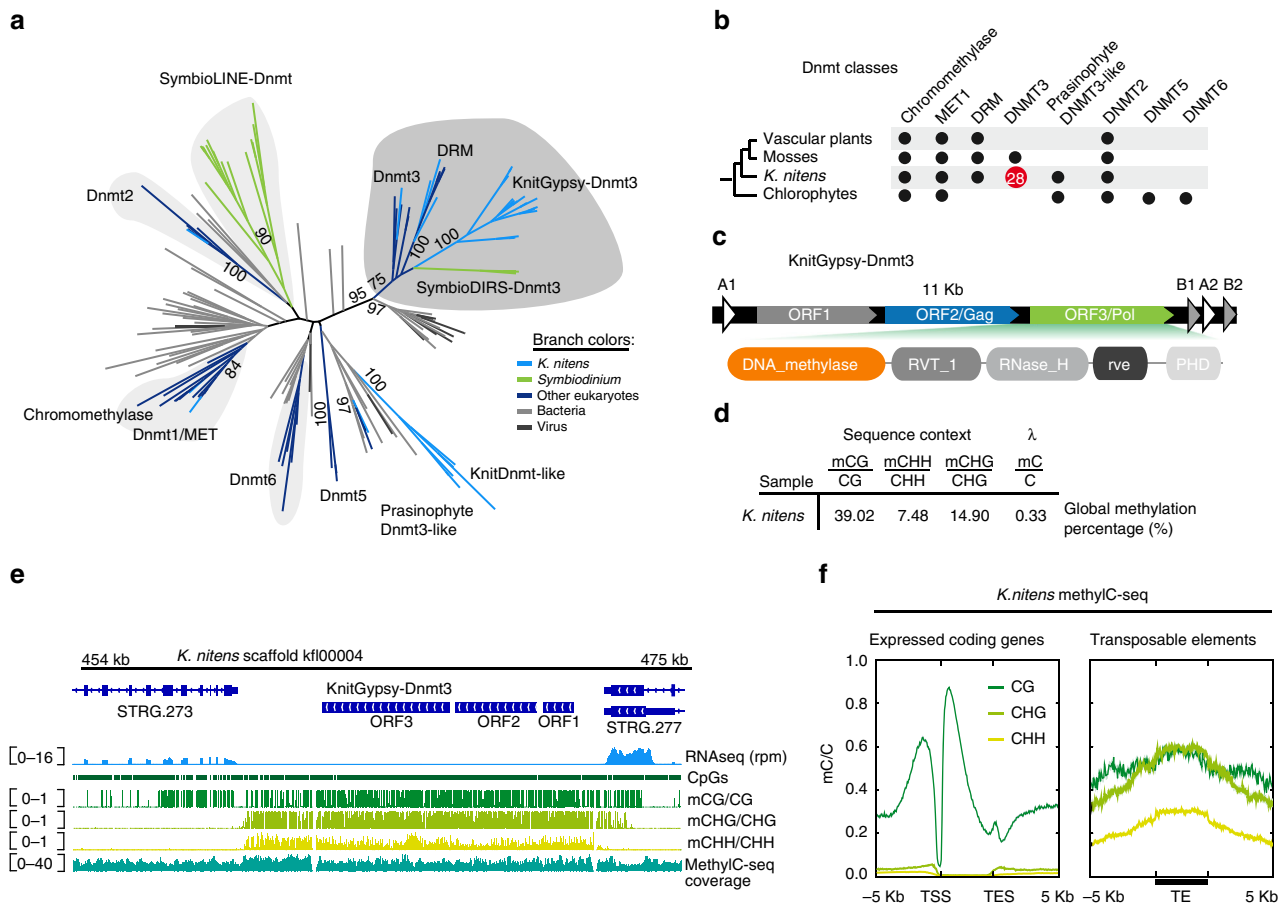 a
SymbioLINE-Dnmt
Dnmt2
DRM
Dnmt3
KnitGypsy-Dnmt3
90
100
100
100
75
95
97
SymbioDIRS-Dnmt3
84
Chromomethylase
Dnmt1/MET
Dnmt6
100
Dnmt5
97
100
KnitDnmt-like
Prasinophyte
Dnmt3-like
Branch colors:
K. nitens
Symbiodinium
Other eukaryotes
Bacteria
Virus
b
Dnmt classes
Chromomethylase
MET1
DRM
DNMT3
Prasinophyte
DNMT3-like
DNMT2
DNMT5
DNMT6
Vascular plants
Mosses
K. nitens
28
Chlorophytes
c
KnitGypsy-Dnmt3
A1
11 Kb
B1 A2 B2
ORF1
ORF2/Gag
ORF3/Pol
DNA_methylase
RVT_1
RNase_H
rve
PHD
d
Sequence context λ
mCG mCHH mCHG mC
Sample CG CHH CHG C
K. nitens 39.02 7.48 14.90 0.33
Global methylation
percentage (%)
e
454 kb K. nitens scaffold kfl00004 475 kb
KnitGypsy-Dnmt3
STRG.273
ORF3 ORF2 ORF1
STRG.277
[0–16] RNAseq (rpm)
CpGs
[0–1] mCG/CG
[0–1] mCHG/CHG
[0–1] mCHH/CHH
[0–40] MethylC-seq
coverage
f
K.nitens methylC-seq
Expressed coding genes
Transposable elements
mC/C
1.0
0.8
0.6
0.4
0.2
0.0
CG
CHG
CHH
–5 Kb TSS TES 5 Kb
–5 Kb TE 5 Kb